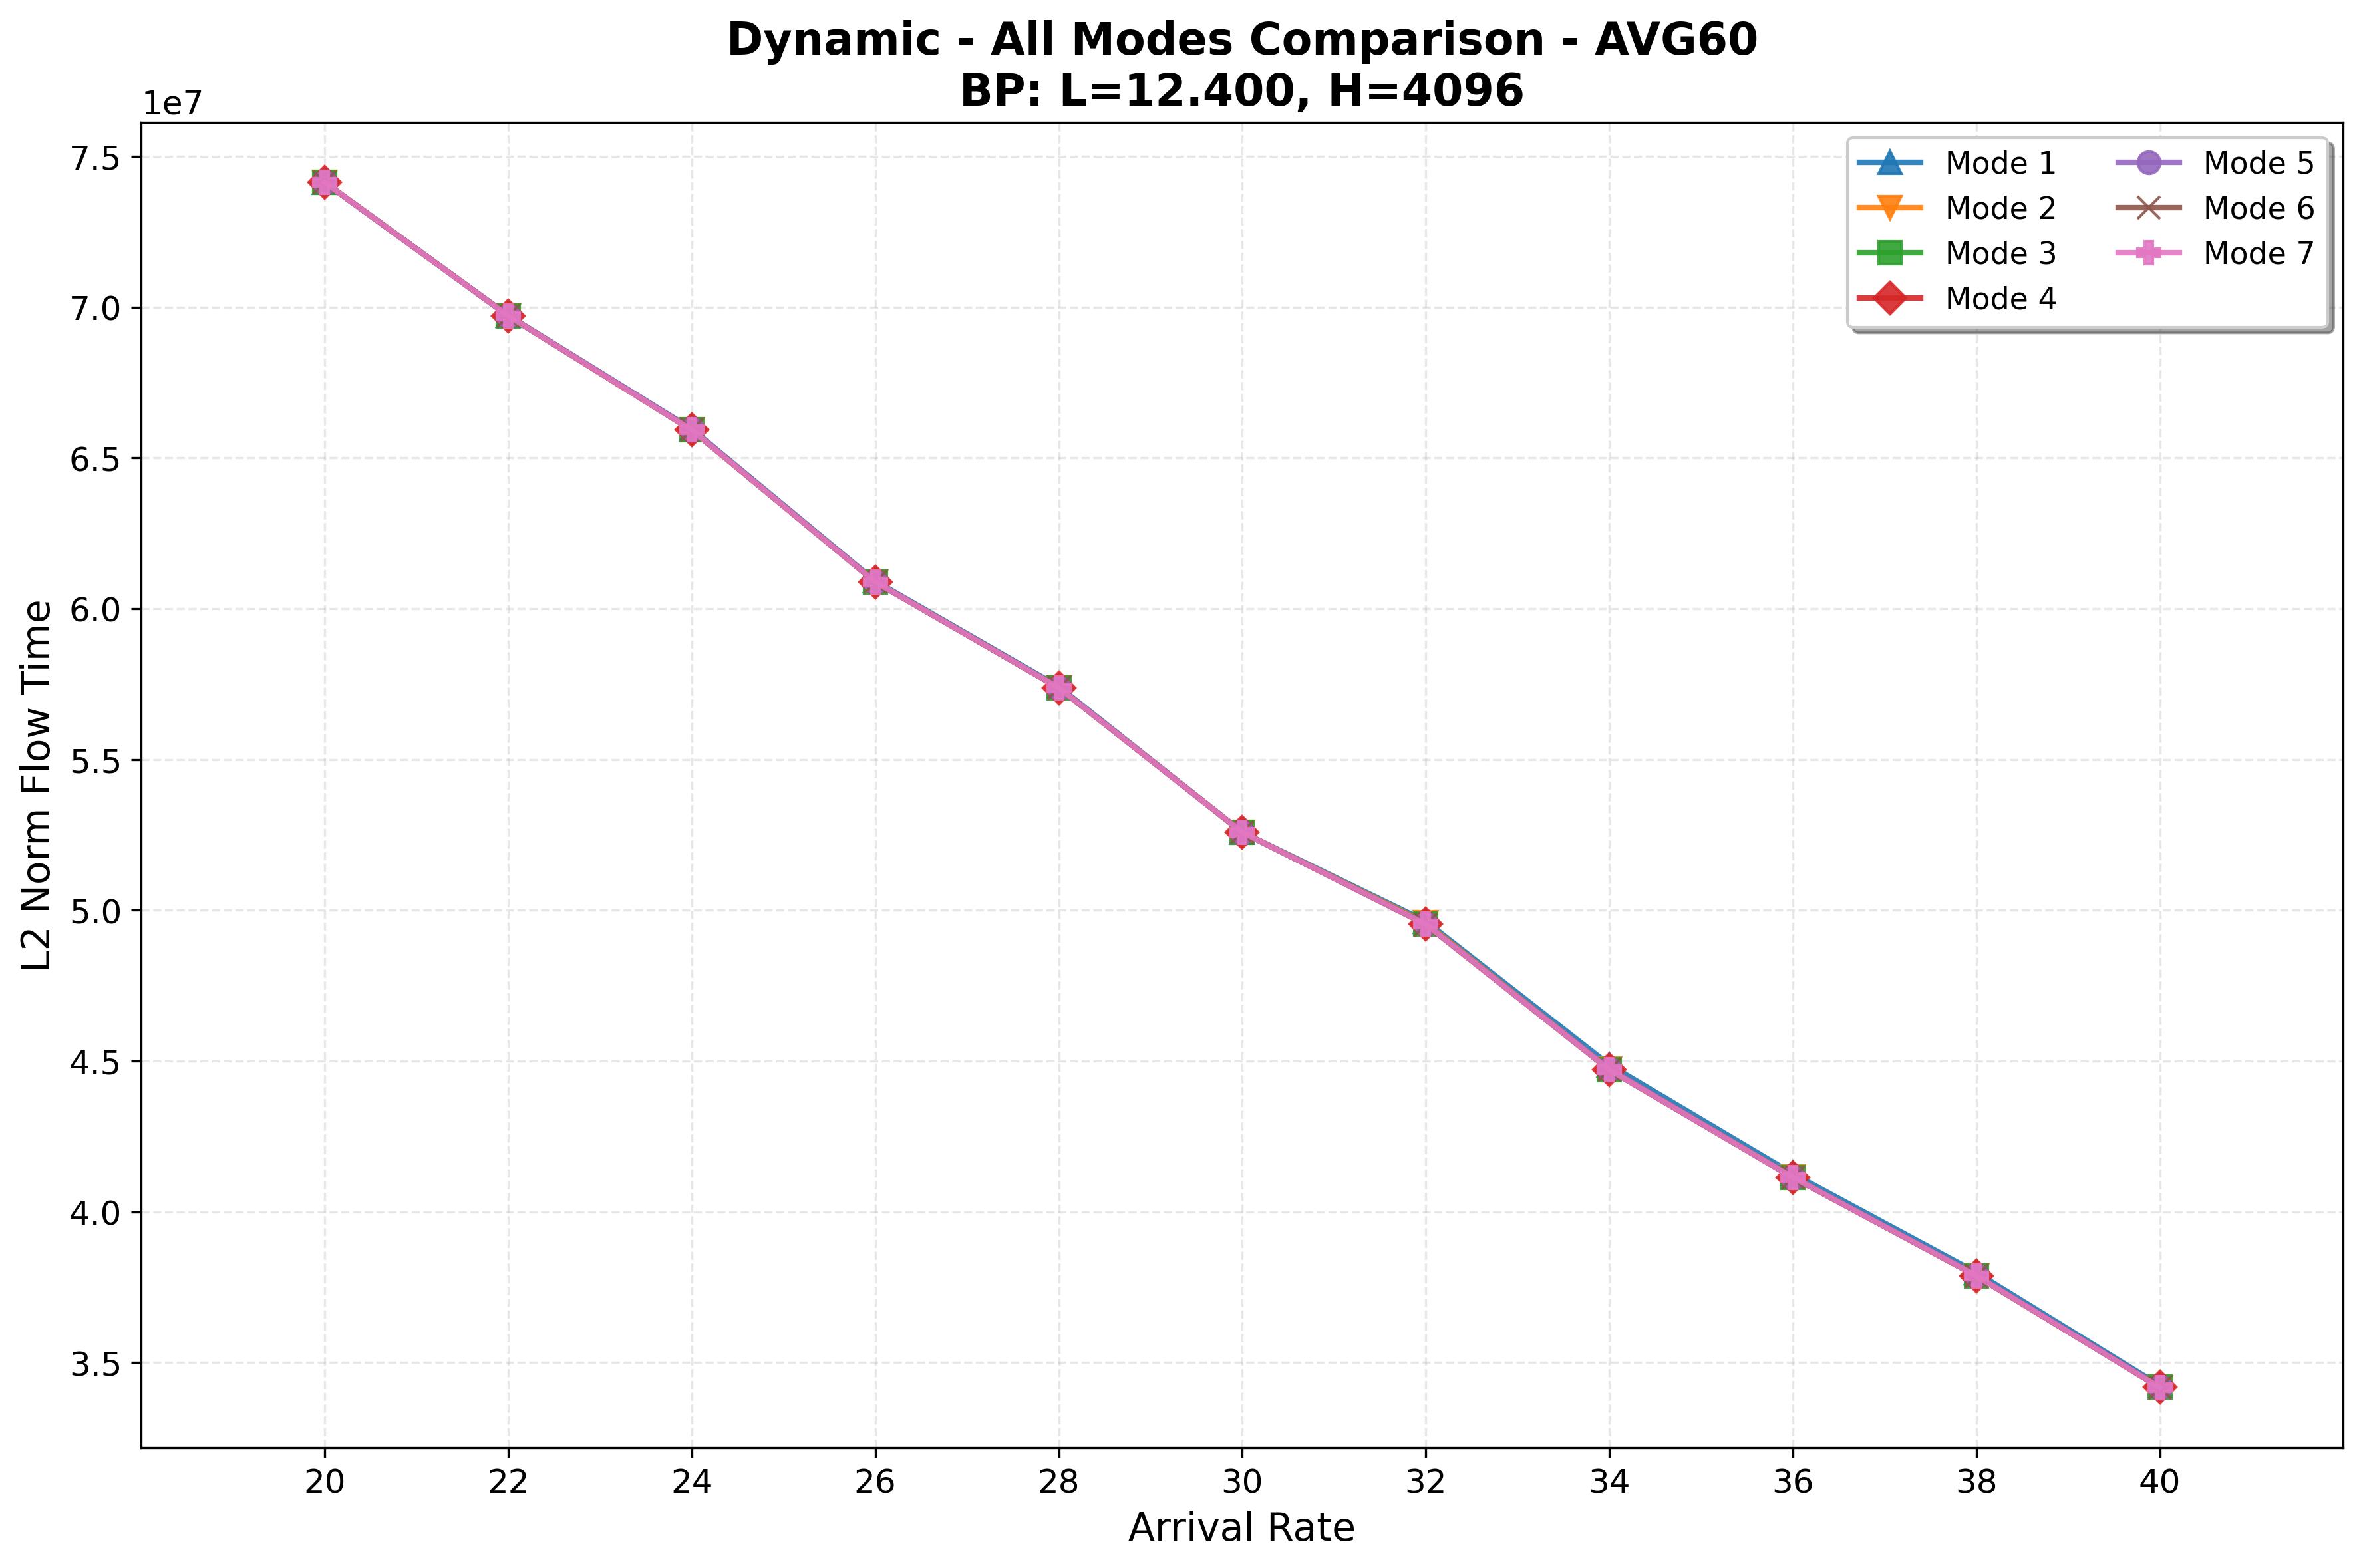 Dynamic - All Modes Comparison - AVG60
BP: L=12.400, H=4096
1e7
7.5
7.0
6.5
6.0
5.5
5.0
4.5
4.0
3.5
L2 Norm Flow Time
Mode 1
Mode 2
Mode 3
Mode 4
Mode 5
Mode 6
Mode 7
20 22 24 26 28 30 32 34 36 38 40
Arrival Rate